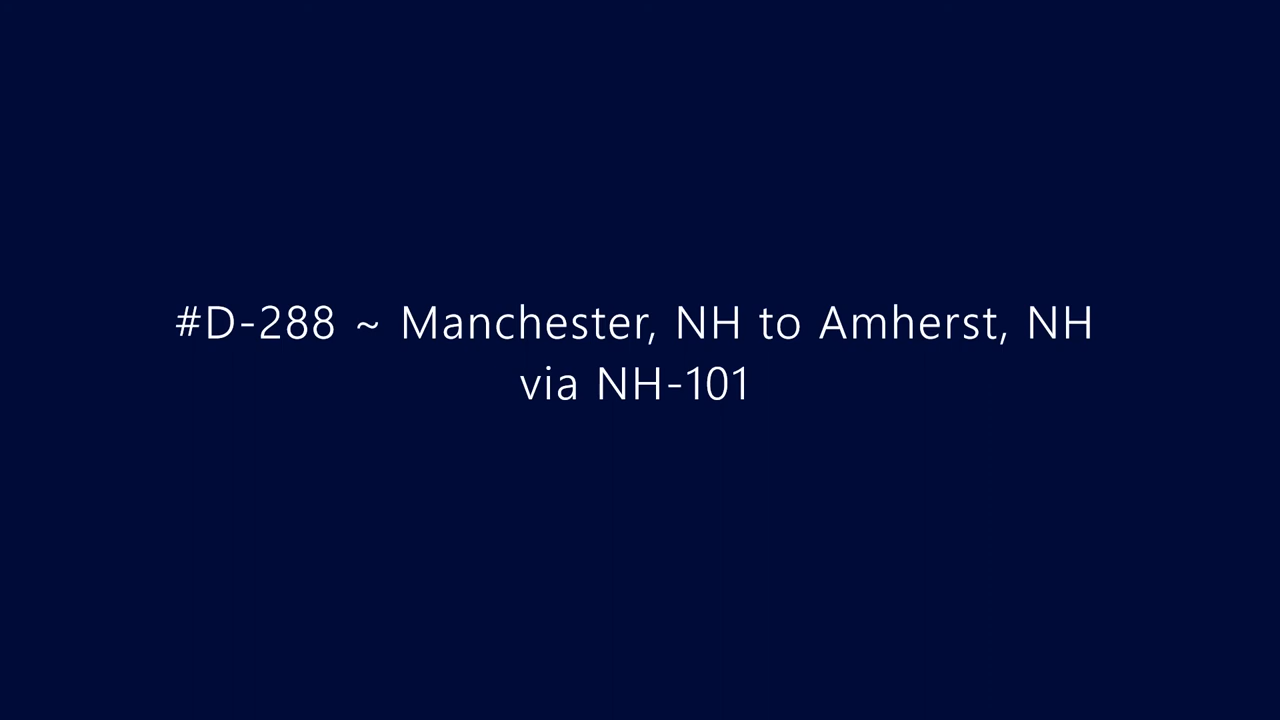 #D-288 ~ Manchester, NH to Amherst, NH
via NH-101